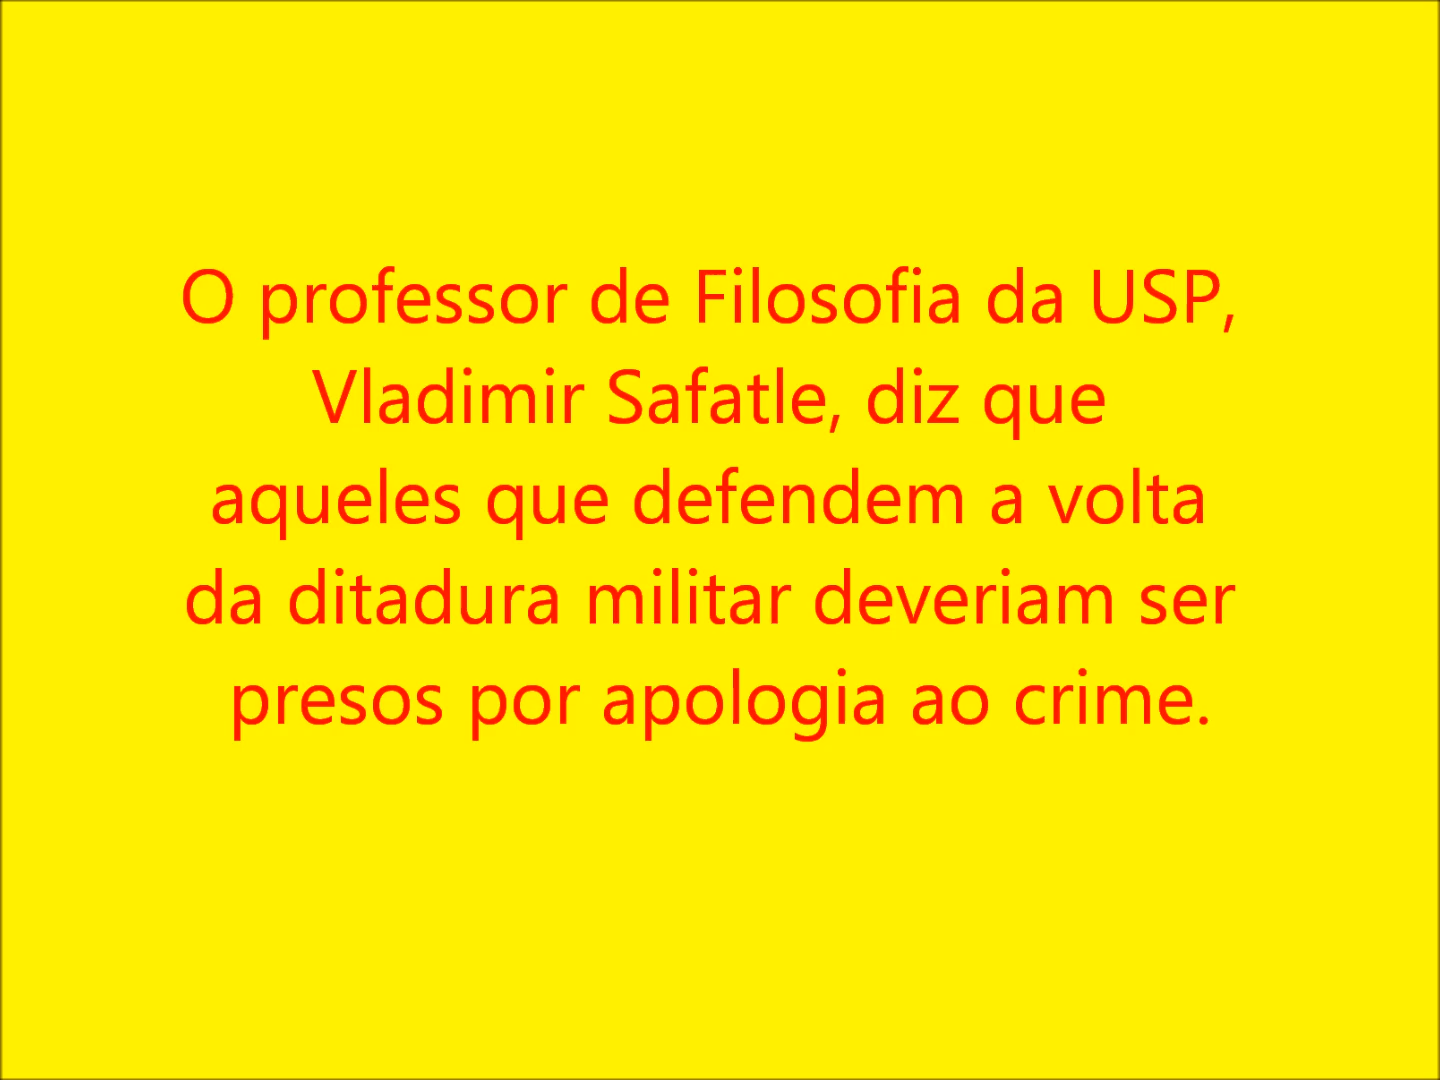 O professor de Filosofia da USP,
Vladimir Safatle, diz que
aqueles que defendem a volta
da ditadura militar deveriam ser
presos por apologia ao crime.